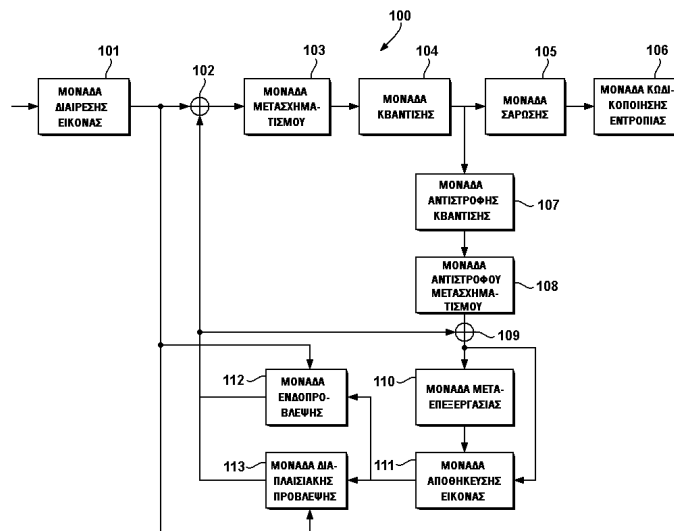 100
101
102
103
104
105
106
ΜΟΝΑΔΑ
ΔΙΑΙΡΕΣΗΣ
ΕΙΚΟΝΑΣ
ΜΟΝΑΔΑ
ΜΕΤΑΣΧΗΜΑ-
ΤΙΣΜΟΥ
ΜΟΝΑΔΑ
ΚΒΑΝΤΙΣΗΣ
ΜΟΝΑΔΑ
ΣΑΡΩΣΗΣ
ΜΟΝΑΔΑ ΚΩΔΙ-
ΚΟΠΟΙΗΣΗΣ
ΕΝΤΡΟΠΙΑΣ
ΜΟΝΑΔΑ
ΑΝΤΙΣΤΡΟΦΗΣ
ΚΒΑΝΤΙΣΗΣ
107
ΜΟΝΑΔΑ
ΑΝΤΙΣΤΡΟΦΟΥ
ΜΕΤΑΣΧΗΜΑ-
ΤΙΣΜΟΥ
108
109
112
ΜΟΝΑΔΑ
ΕΝΔΟΠΡΟ-
ΒΛΕΨΗΣ
110
ΜΟΝΑΔΑ ΜΕΤΑ-
ΕΠΕΞΕΡΓΑΣΙΑΣ
113
ΜΟΝΑΔΑ ΔΙΑ-
ΠΛΑΙΣΙΑΚΗΣ
ΠΡΟΒΛΕΨΗΣ
111
ΜΟΝΑΔΑ
ΑΠΟΘΗΚΕΥΣΗΣ
ΕΙΚΟΝΑΣ